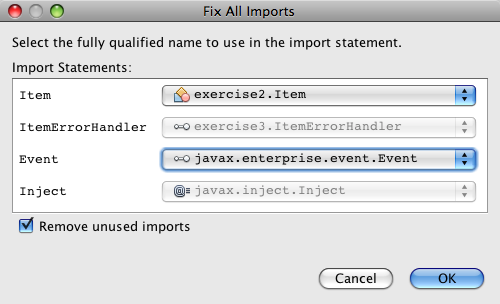 Fix All Imports
Select the fully qualified name to use in the import statement.
Import Statements:
Item exercise2.Item
ItemErrorHandler exercise3.ItemErrorHandler
Event javax.enterprise.event.Event
Inject javax.inject.Inject
Remove unused imports
Cancel OK